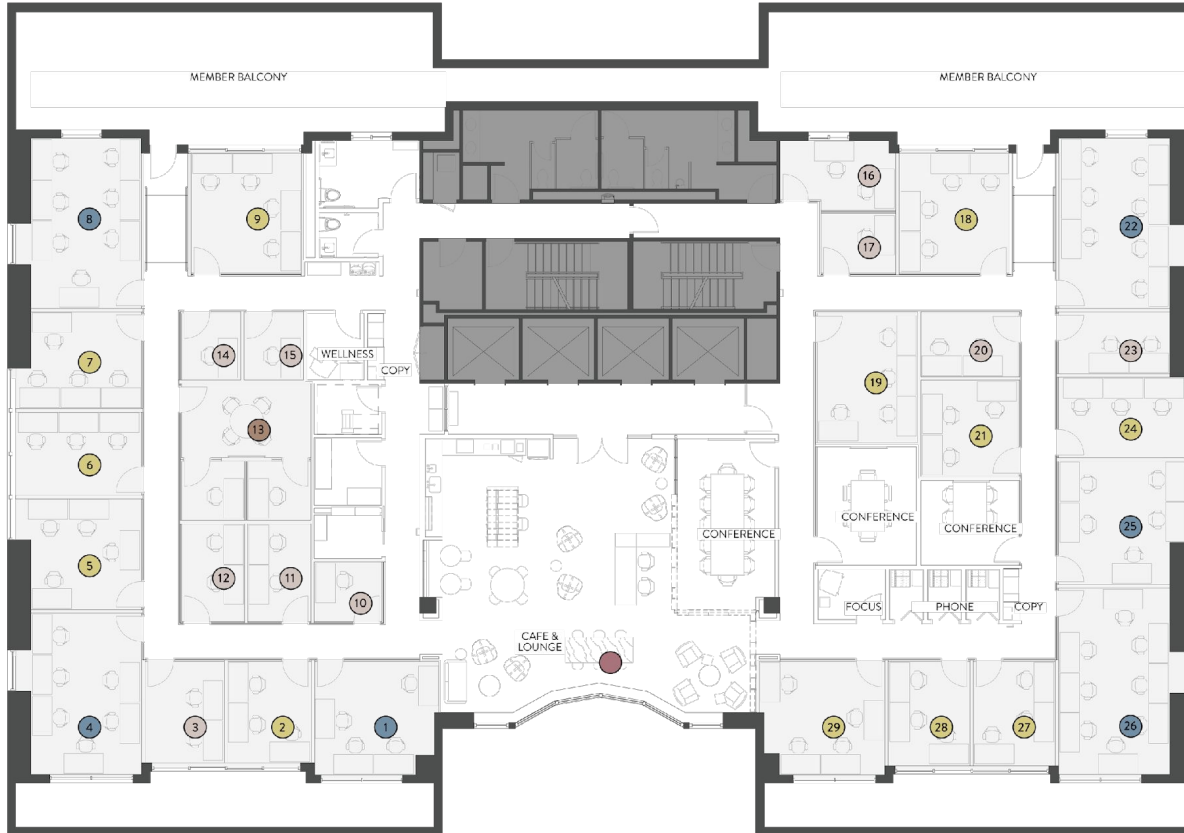 MEMBER BALCONY
MEMBER BALCONY
16
8
9
18
22
17
14
15
WELLNESS
20
23
COPY
7
19
13
24
21
6
CONFERENCE
CONFERENCE
25
CONFERENCE
5
12
11
10
FOCUS
PHONE
COPY
CAFE &
LOUNGE
4
3
2
1
29
28
27
26